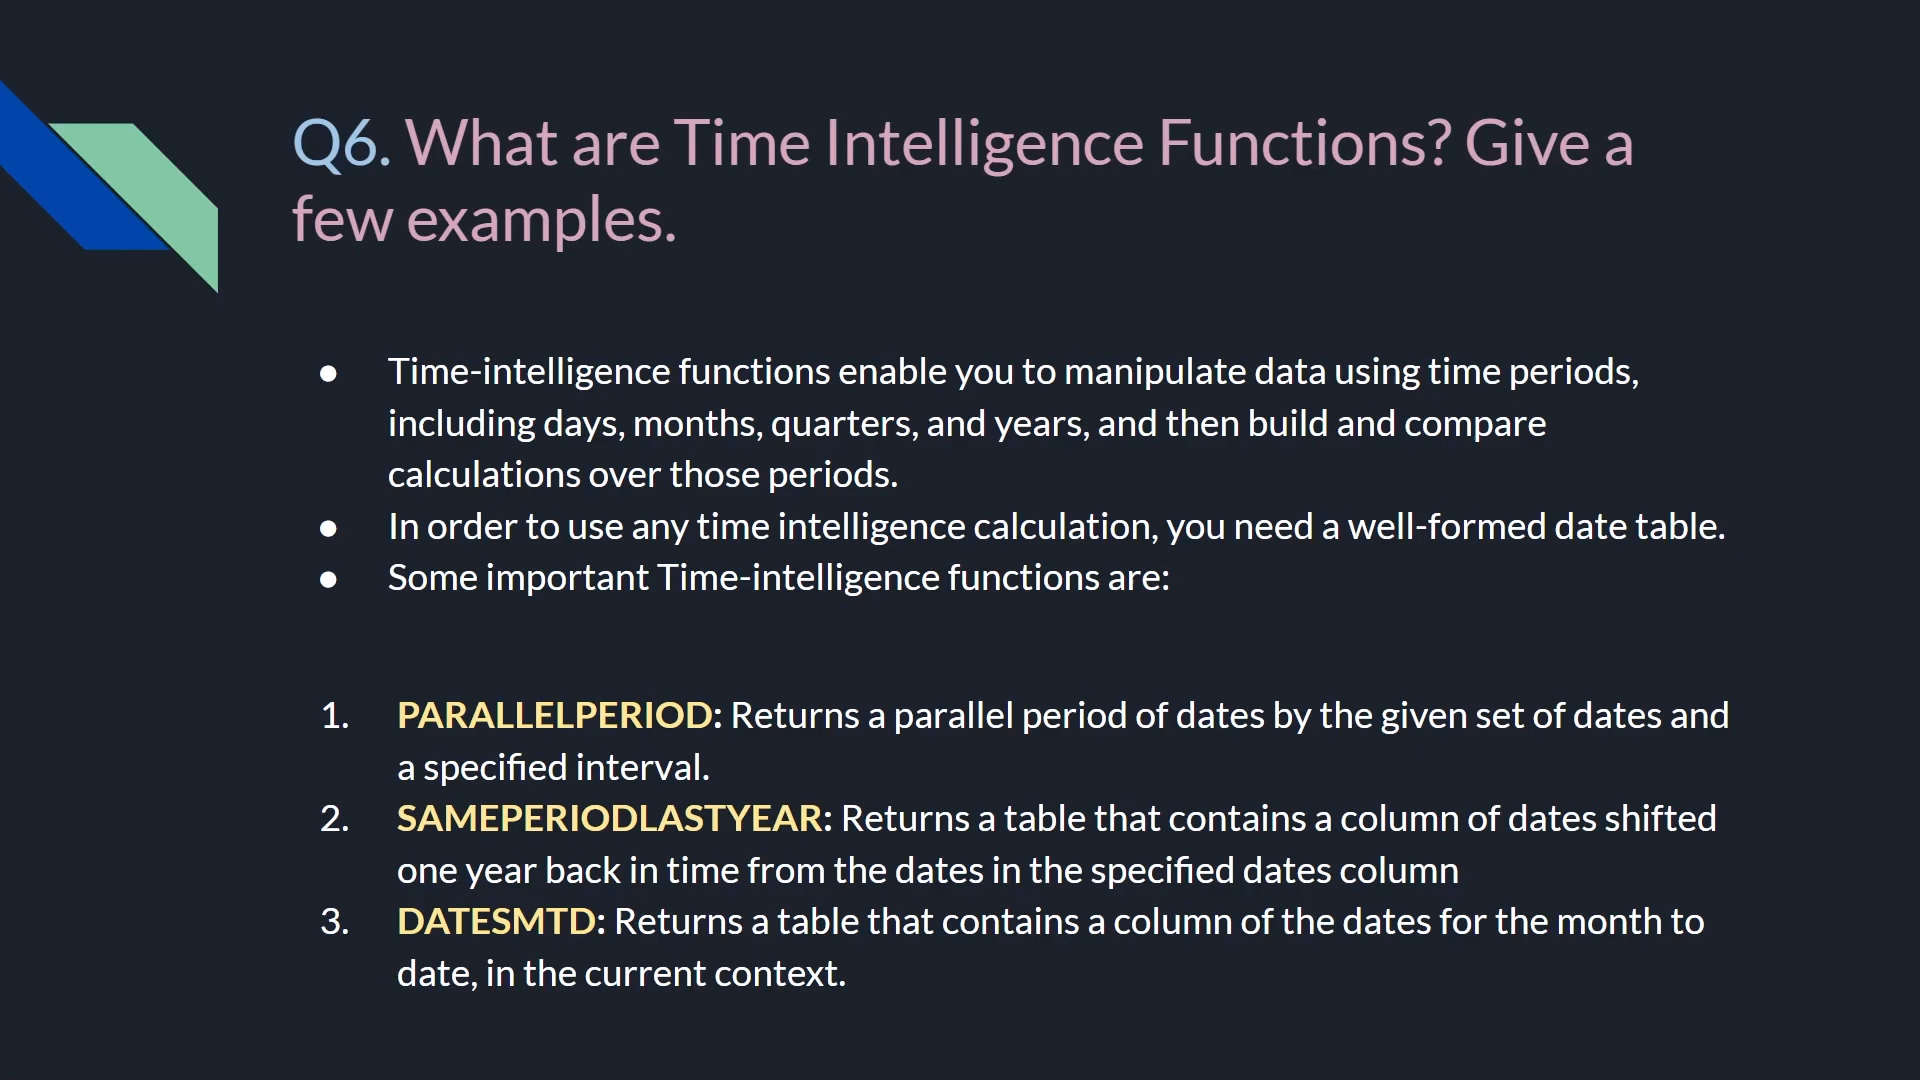 Q6. What are Time Intelligence Functions? Give a
few examples.
● Time-intelligence functions enable you to manipulate data using time periods,
including days, months, quarters, and years, and then build and compare
calculations over those periods.
● In order to use any time intelligence calculation, you need a well-formed date table.
● Some important Time-intelligence functions are:
1. PARALLELPERIOD: Returns a parallel period of dates by the given set of dates and
a specified interval.
2. SAMEPERIODLASTYEAR: Returns a table that contains a column of dates shifted
one year back in time from the dates in the specified dates column
3. DATESMTD: Returns a table that contains a column of the dates for the month to
date, in the current context.